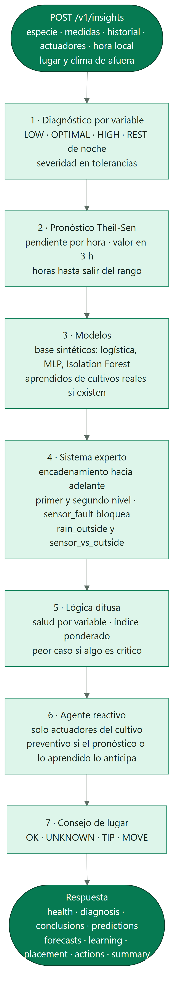 POST /v1/insights
especie · medidas · historial ·
actuadores · hora local
lugar y clima de afuera
1 · Diagnóstico por variable
LOW · OPTIMAL · HIGH · REST
de noche
severidad en tolerancias
2 · Pronóstico Theil-Sen
pendiente por hora · valor en
3 h
horas hasta salir del rango
3 · Modelos
base sintéticos: logística,
MLP, Isolation Forest
aprendidos de cultivos reales
si existen
4 · Sistema experto
encadenamiento hacia
adelante
primer y segundo nivel ·
sensor_fault bloquea
rain_outside y
sensor_vs_outside
5 · Lógica difusa
salud por variable · índice
ponderado
peor caso si algo es crítico
6 · Agente reactivo
solo actuadores del cultivo
preventivo si el pronóstico o
lo aprendido lo anticipa
7 · Consejo de lugar
OK · UNKNOWN · TIP · MOVE
Respuesta
health · diagnosis ·
conclusions · predictions
forecasts · learning ·
placement · actions · summary